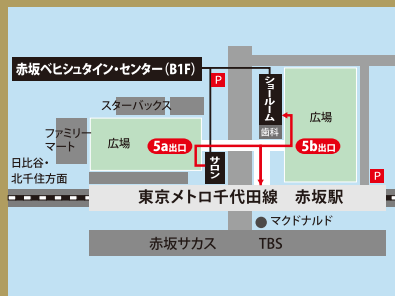 赤坂ベヒシュタイン・センター(B1F)
P
ショールーム
スターバックス
広場
歯科
ファミリー
マート
広場
5a出口
5b出口
サロン
日比谷・
北千住方面
P
東京メトロ千代田線 赤坂駅
マクドナルド
赤坂サカス TBS